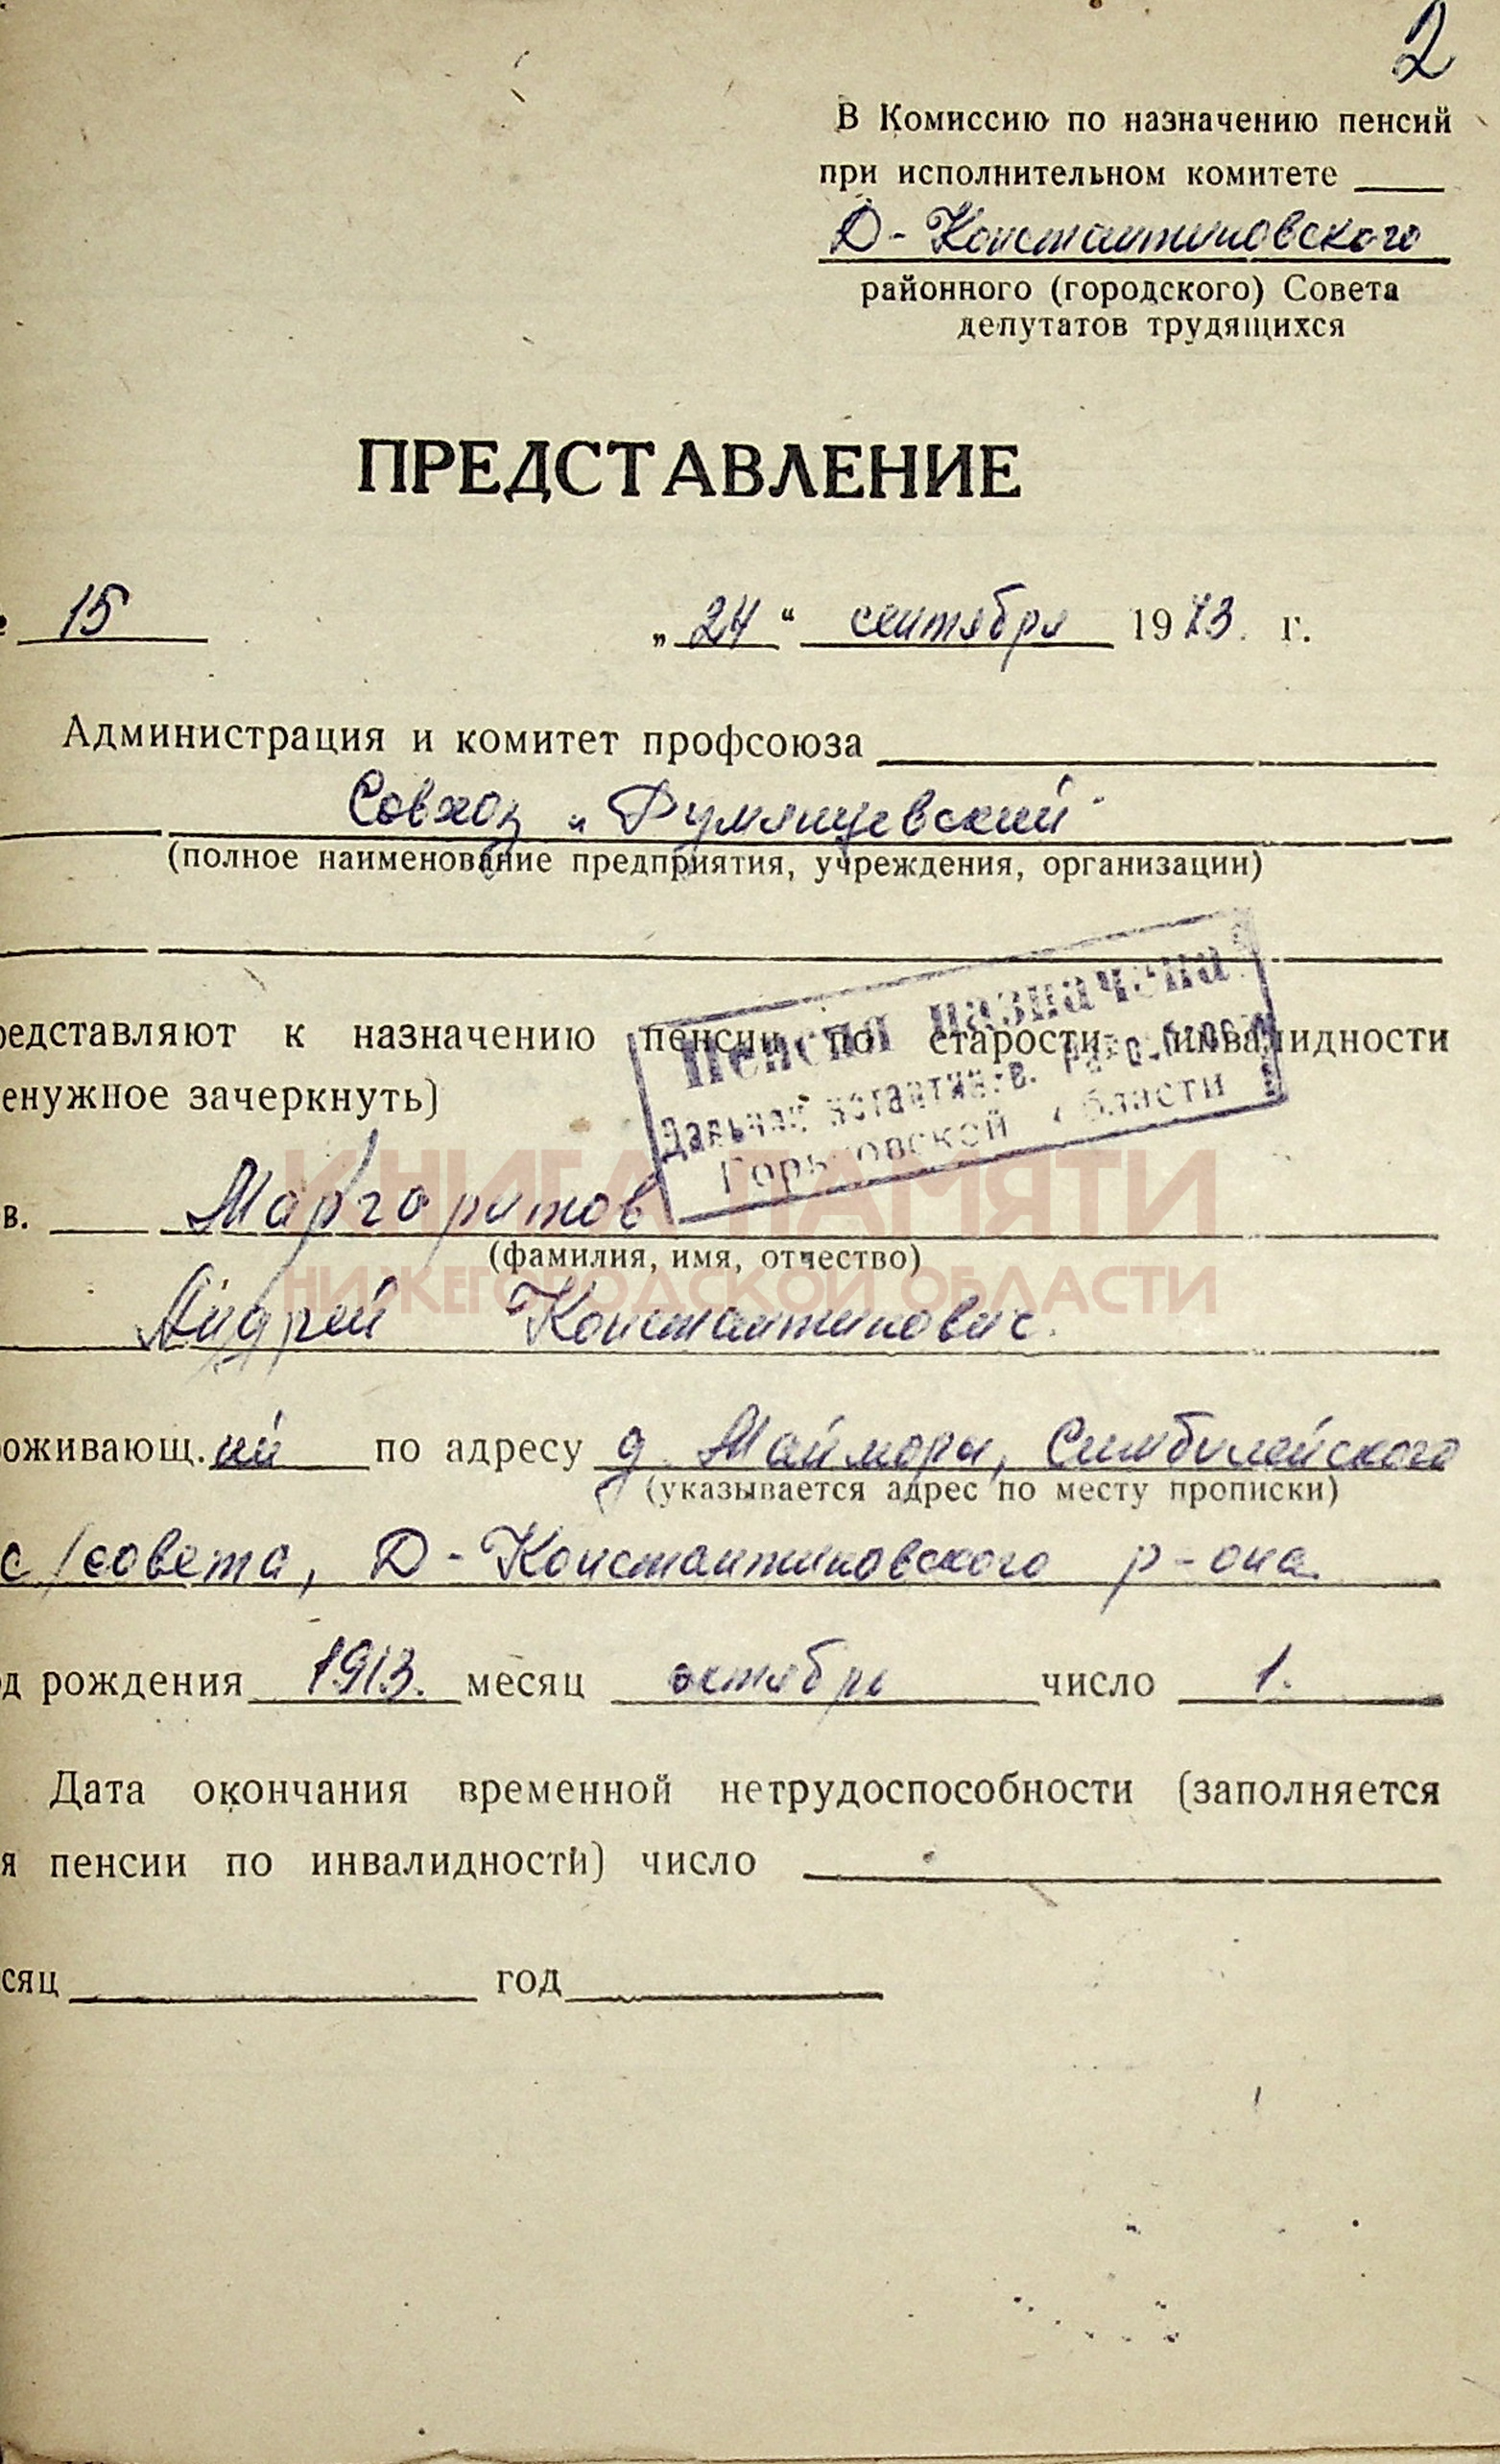 2
В Комиссию по назначению пенсий
при исполнительном комитете
Д-Константиновского
районного (городского) Совета
депутатов трудящихся
ПРЕДСТАВЛЕНИЕ
15 „24“ сентября 1973. г.
Администрация и комитет профсоюза
Совхоз „Румянцевский"
(полное наименование предприятия, учреждения, организации)
редставляют к назначению пенсии по старости, инвалидности
енужное зачеркнуть)
Пенсия назначена
Горьковской области
в. Маргаритов
(фамилия, имя, отчество)
Андрей Константинович.
КНИГА ПАМЯТИ
НИЖЕГОРОДСКОЙ ОБЛАСТИ
оживающ.ий по адресу д. Майморы, Симбилейского
(указывается адрес по месту прописки)
с/совета, Д-Константиновского р-она.
од рождения 1913. месяц октябрь число 1.
Дата окончания временной нетрудоспособности (заполняется
я пенсии по инвалидности) число
сяц год